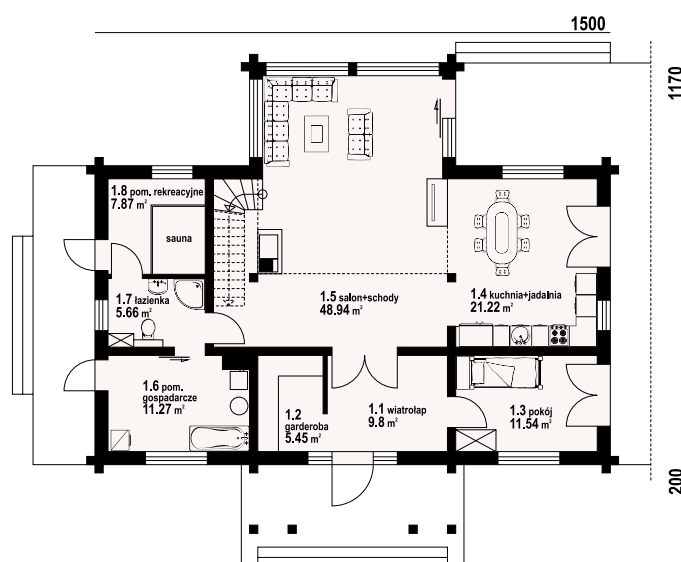 1500
1170
1.8 pom. rekreacyjne
7.87 m²
sauna
1.7 łazienka
5.66 m²
1.5 salon+schody
48.94 m²
1.4 kuchnia+jadalnia
21.22 m²
1.6 pom.
gospadarcze
11.27 m²
1.2
garderoba
5.45 m²
1.1 wiatrołap
9.8 m²
1.3 pokój
11.54 m²
200